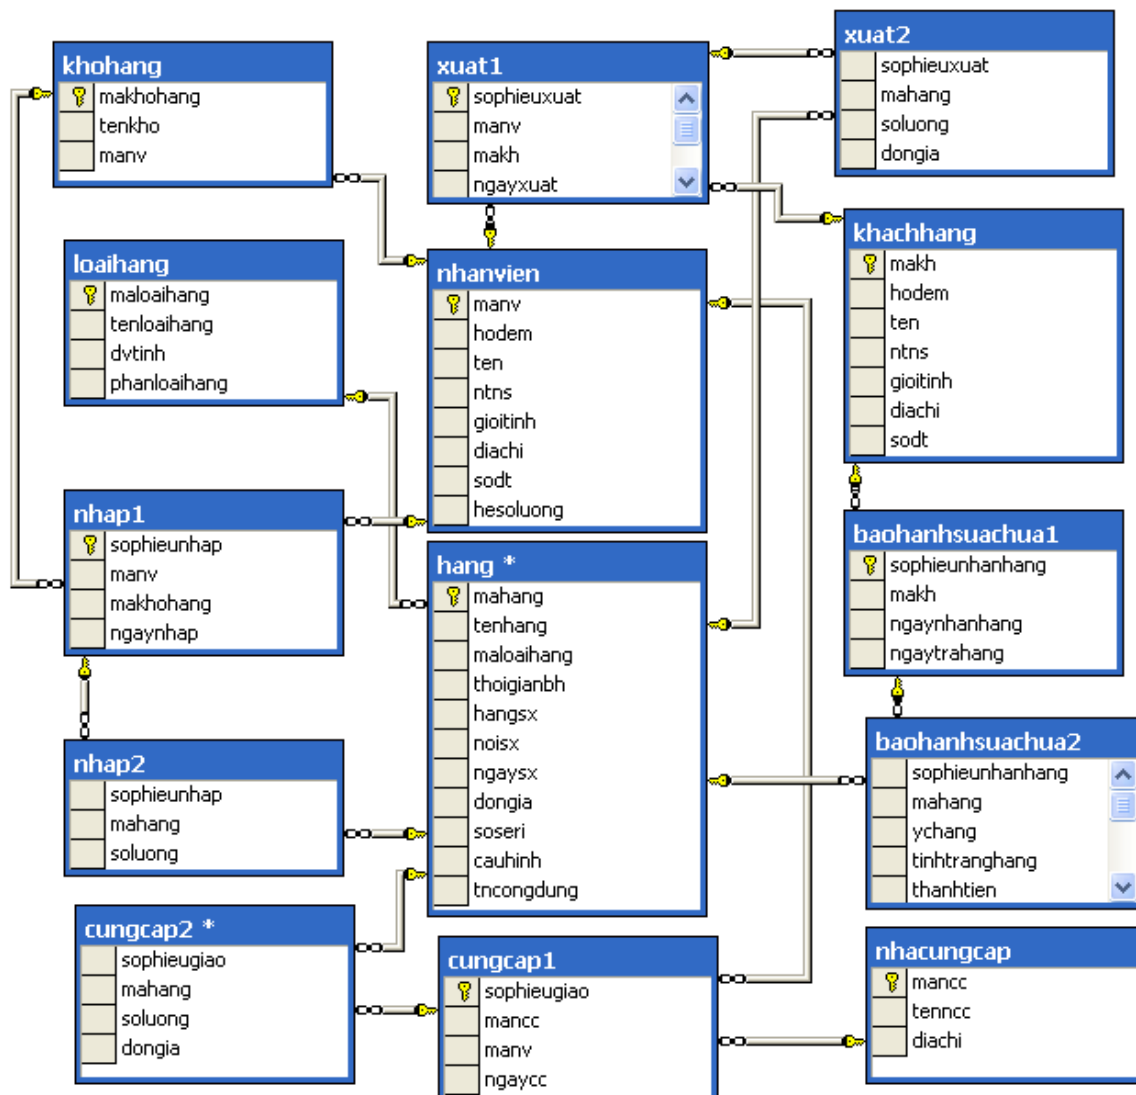 khohang
makhohang
tenkho
manv
xuat1
sophieuxuat
manv
makh
ngayxuat
xuat2
sophieuxuat
mahang
soluong
dongia
loaihang
maloaihang
tenloaihang
dvtinh
phanloaihang
nhanvien
manv
hodem
ten
ntns
gioitinh
diachi
sodt
hesoluong
khachhang
makh
hodem
ten
ntns
gioitinh
diachi
sodt
nhap1
sophieunhap
manv
makhohang
ngaynhap
hang *
mahang
tenhang
maloaihang
thoigianbh
hangsx
noisx
ngaysx
dongia
soseri
cauhinh
tncongdung
baohanhsuachua1
sophieunhanhang
makh
ngaynhanhang
ngaytrahang
nhap2
sophieunhap
mahang
soluong
baohanhsuachua2
sophieunhanhang
mahang
ychang
tinhtranghang
thanhtien
cungcap2 *
sophieugiao
mahang
soluong
dongia
cungcap1
sophieugiao
mancc
manv
ngaycc
nhacungcap
mancc
tenncc
diachi